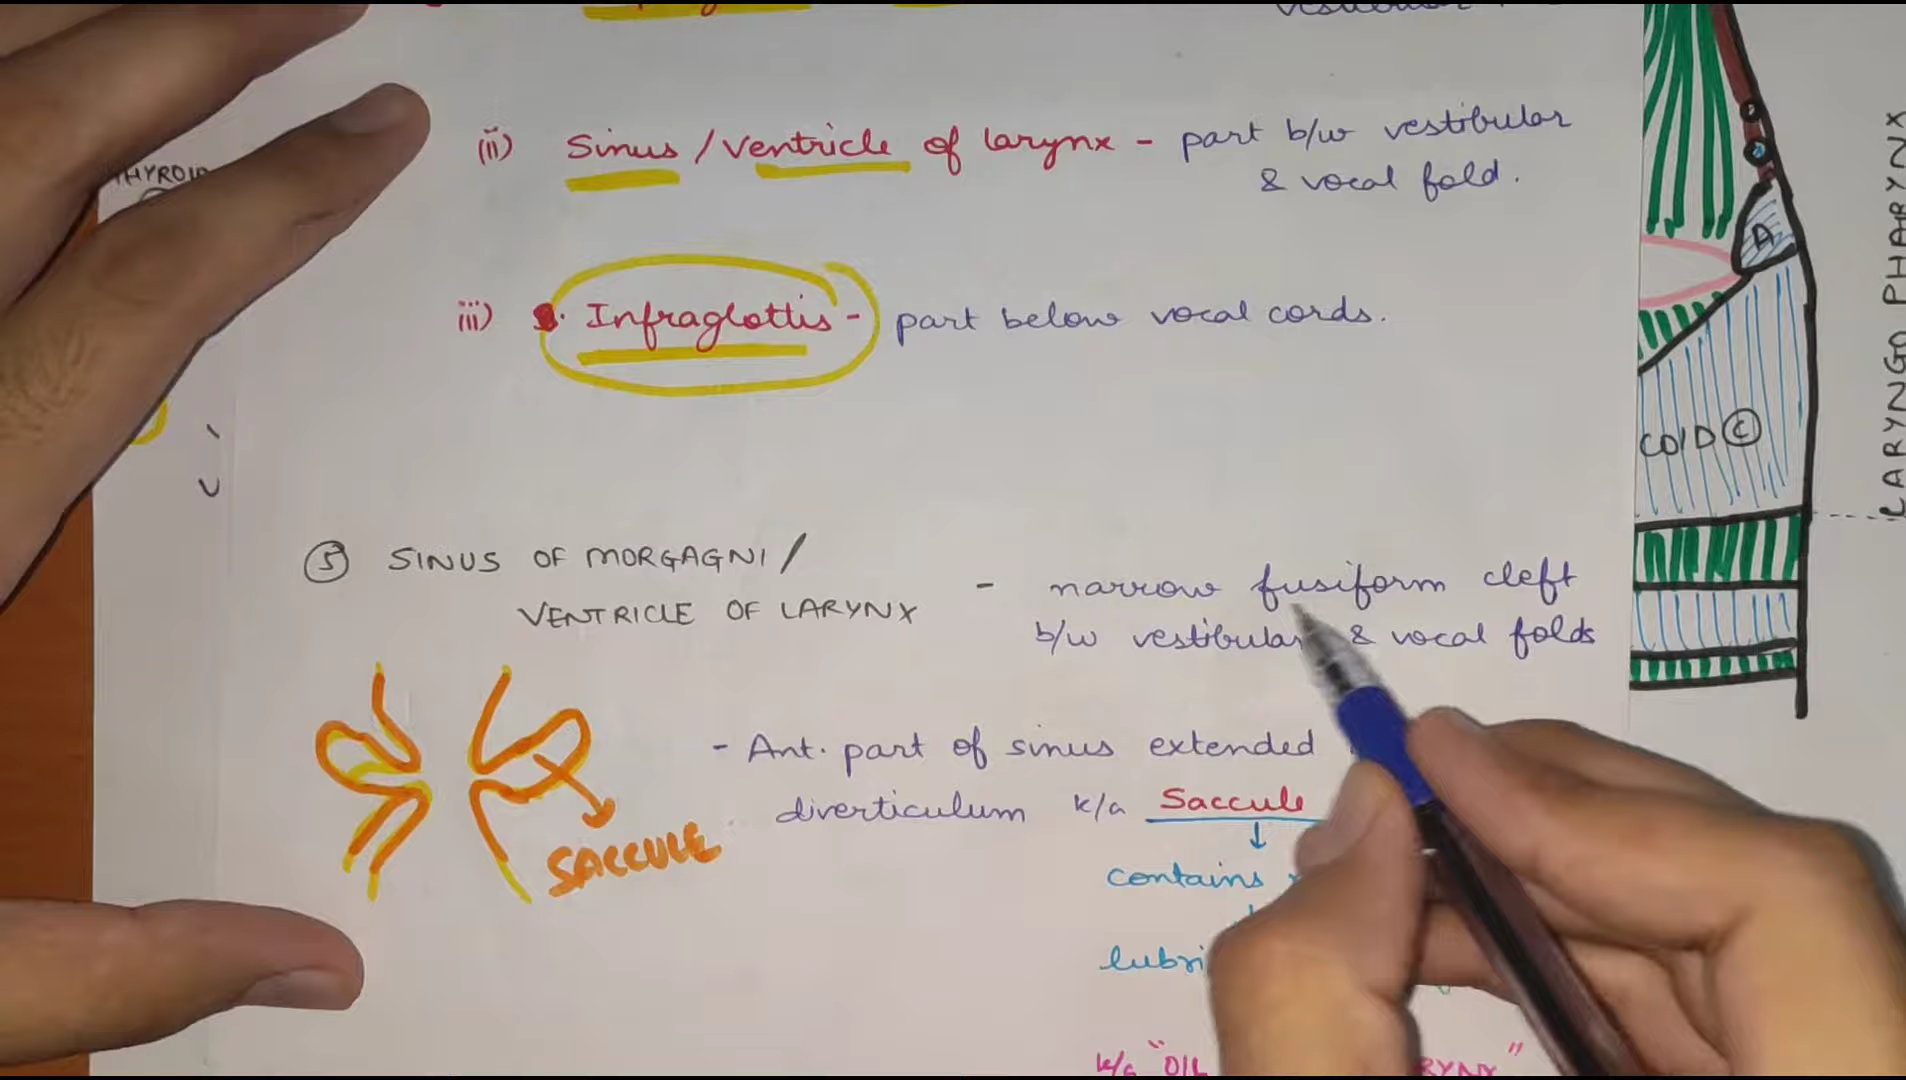 (ii) Sinus / Ventricle of larynx - part b/w vestibular
& vocal fold.
iii) Infraglottis - part below vocal cords.
5 SINUS OF MORGAGNI /
VENTRICLE OF LARYNX
- narrow fusiform cleft
b/w vestibular & vocal folds
- Ant. part of sinus extended
diverticulum k/a Saccule
contains
SACCULE
k/a "OIL
A
COID C
LARYNGO PHARYNX